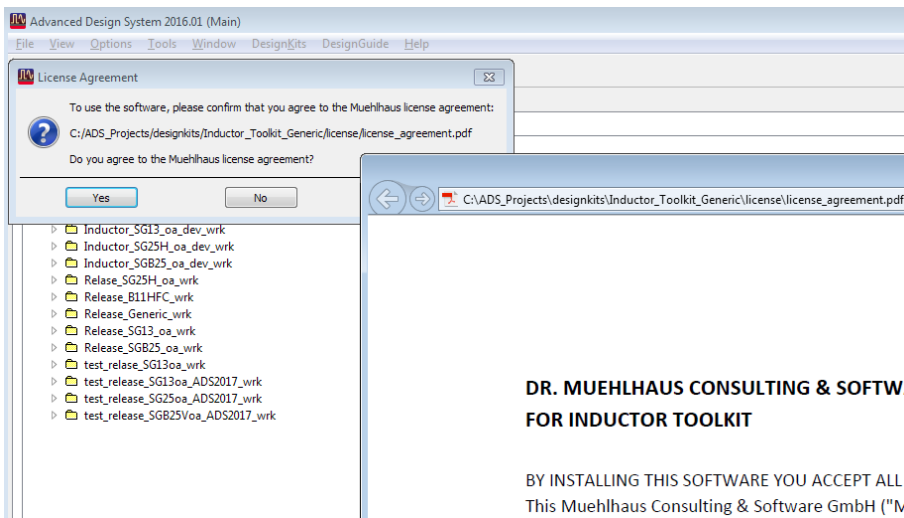 Advanced Design System 2016.01 (Main)
File View Options Tools Window DesignKits DesignGuide Help
License Agreement
To use the software, please confirm that you agree to the Muehlhaus license agreement:
C:/ADS_Projects/designkits/Inductor_Toolkit_Generic/license/license_agreement.pdf
Do you agree to the Muehlhaus license agreement?
Yes No
C:\ADS_Projects\designkits\Inductor_Toolkit_Generic\license\license_agreement.pdf
Inductor_SG13_oa_dev_wrk
Inductor_SG25H_oa_dev_wrk
Inductor_SGB25_oa_dev_wrk
Relase_SG25H_oa_wrk
Release_B11HFC_wrk
Release_Generic_wrk
Release_SG13_oa_wrk
Release_SGB25_oa_wrk
test_relase_SG13oa_wrk
test_release_SG13oa_ADS2017_wrk
test_release_SG25oa_ADS2017_wrk
test_release_SGB25Voa_ADS2017_wrk
DR. MUEHLHAUS CONSULTING & SOFTWA
FOR INDUCTOR TOOLKIT
BY INSTALLING THIS SOFTWARE YOU ACCEPT ALL
This Muehlhaus Consulting & Software GmbH ("M